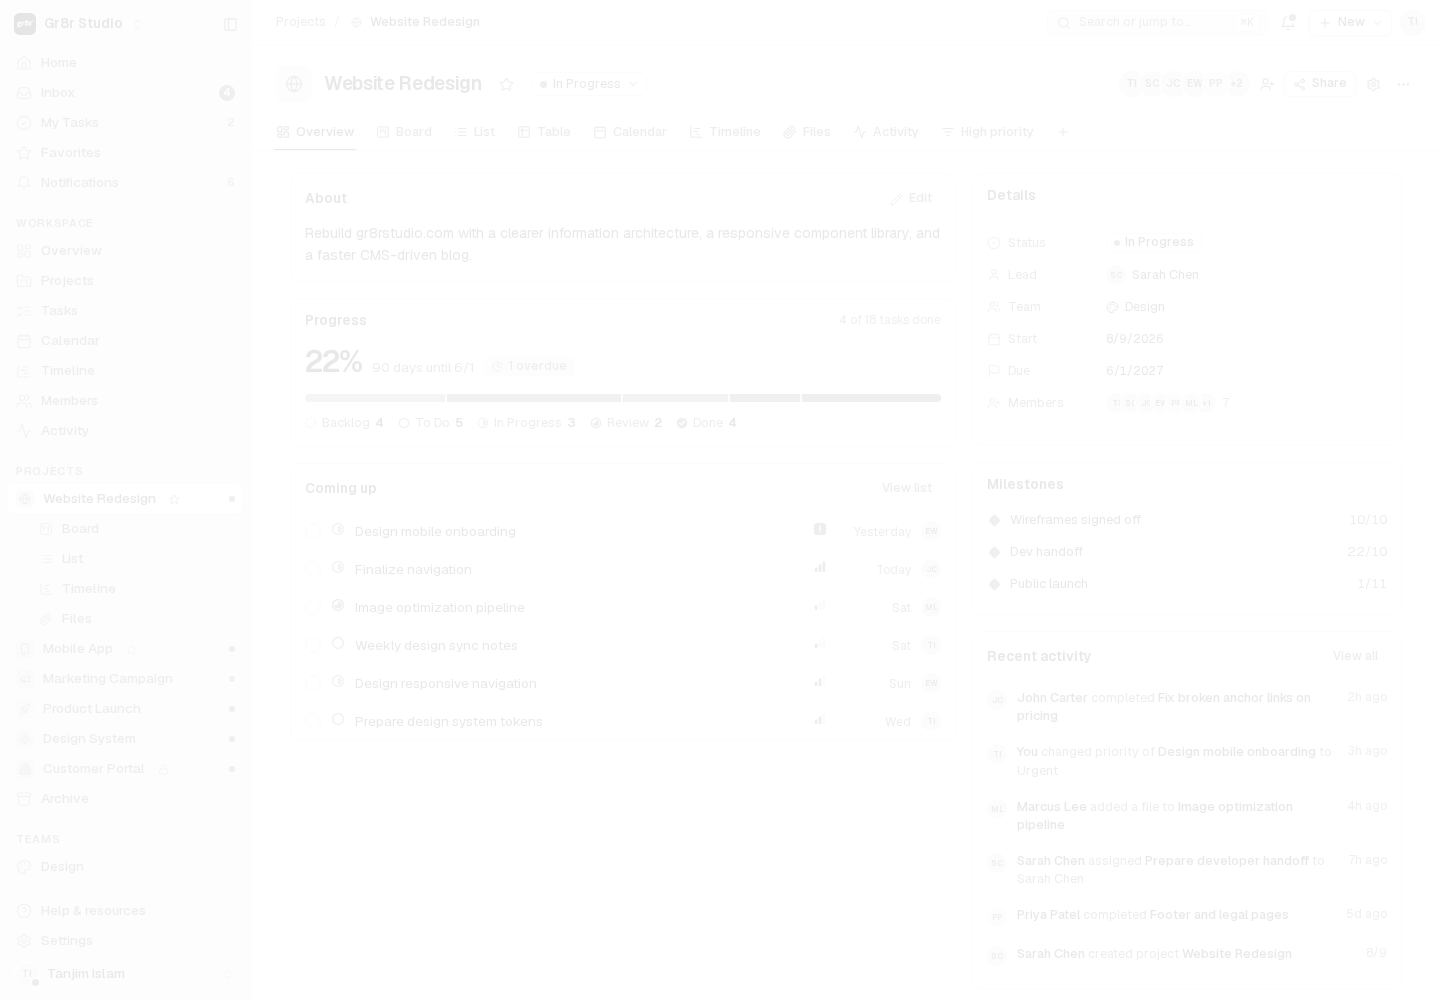 Gr8r Studio
Home
Inbox 4
My Tasks 2
Favorites
Notifications 6
WORKSPACE
Overview
Projects
Tasks
Calendar
Timeline
Members
Activity
PROJECTS
Website Redesign
Board
List
Timeline
Files
Mobile App
Marketing Campaign
Product Launch
Design System
Customer Portal
Archive
TEAMS
Design
Help & resources
Settings
TI Tanjim Islam
Projects / Website Redesign
Search or jump to... ⌘K
New
TI
Website Redesign
In Progress
TI SC JC EW PP +2
Share
Overview Board List Table Calendar Timeline Files Activity High priority
About
Edit
Rebuild gr8rstudio.com with a clearer information architecture, a responsive component library, and
a faster CMS-driven blog.
Progress
4 of 18 tasks done
22% 90 days until 6/1 1 overdue
Backlog 4 To Do 5 In Progress 3 Review 2 Done 4
Coming up
View list
Design mobile onboarding Yesterday EW
Finalize navigation Today JC
Image optimization pipeline Sat ML
Weekly design sync notes Sat TI
Design responsive navigation Sun EW
Prepare design system tokens Wed TI
Details
Status In Progress
Lead SC Sarah Chen
Team Design
Start 8/9/2026
Due 6/1/2027
Members 7
Milestones
Wireframes signed off 10/10
Dev handoff 22/10
Public launch 1/11
Recent activity
View all
JC John Carter completed Fix broken anchor links on 2h ago
pricing
TI You changed priority of Design mobile onboarding to 3h ago
Urgent
ML Marcus Lee added a file to Image optimization 4h ago
pipeline
SC Sarah Chen assigned Prepare developer handoff to 7h ago
Sarah Chen
PP Priya Patel completed Footer and legal pages 5d ago
SC Sarah Chen created project Website Redesign 8/9